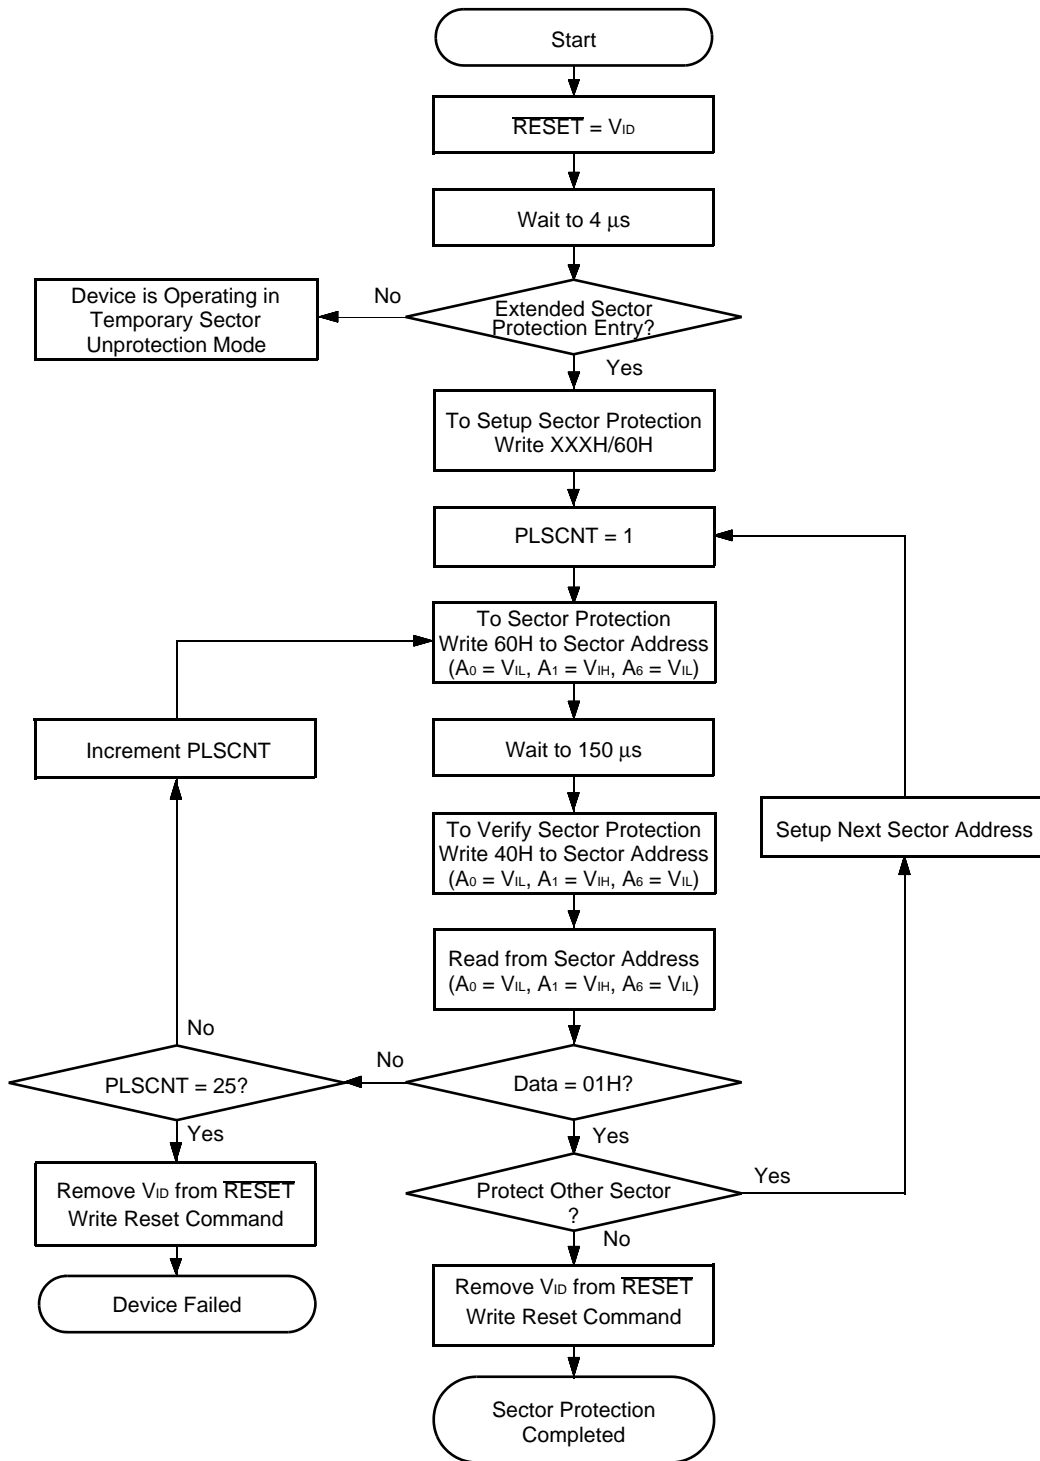 Start
RESET = VID
Wait to 4 μs
Extended Sector
Protection Entry?
No
Device is Operating in
Temporary Sector
Unprotection Mode
Yes
To Setup Sector Protection
Write XXXH/60H
PLSCNT = 1
To Sector Protection
Write 60H to Sector Address
(A0 = VIL, A1 = VIH, A6 = VIL)
Increment PLSCNT
Wait to 150 μs
To Verify Sector Protection
Write 40H to Sector Address
(A0 = VIL, A1 = VIH, A6 = VIL)
Setup Next Sector Address
Read from Sector Address
(A0 = VIL, A1 = VIH, A6 = VIL)
Data = 01H?
No
PLSCNT = 25?
No
Yes
Remove VID from RESET
Write Reset Command
Device Failed
Yes
Protect Other Sector
?
Yes
No
Remove VID from RESET
Write Reset Command
Sector Protection
Completed